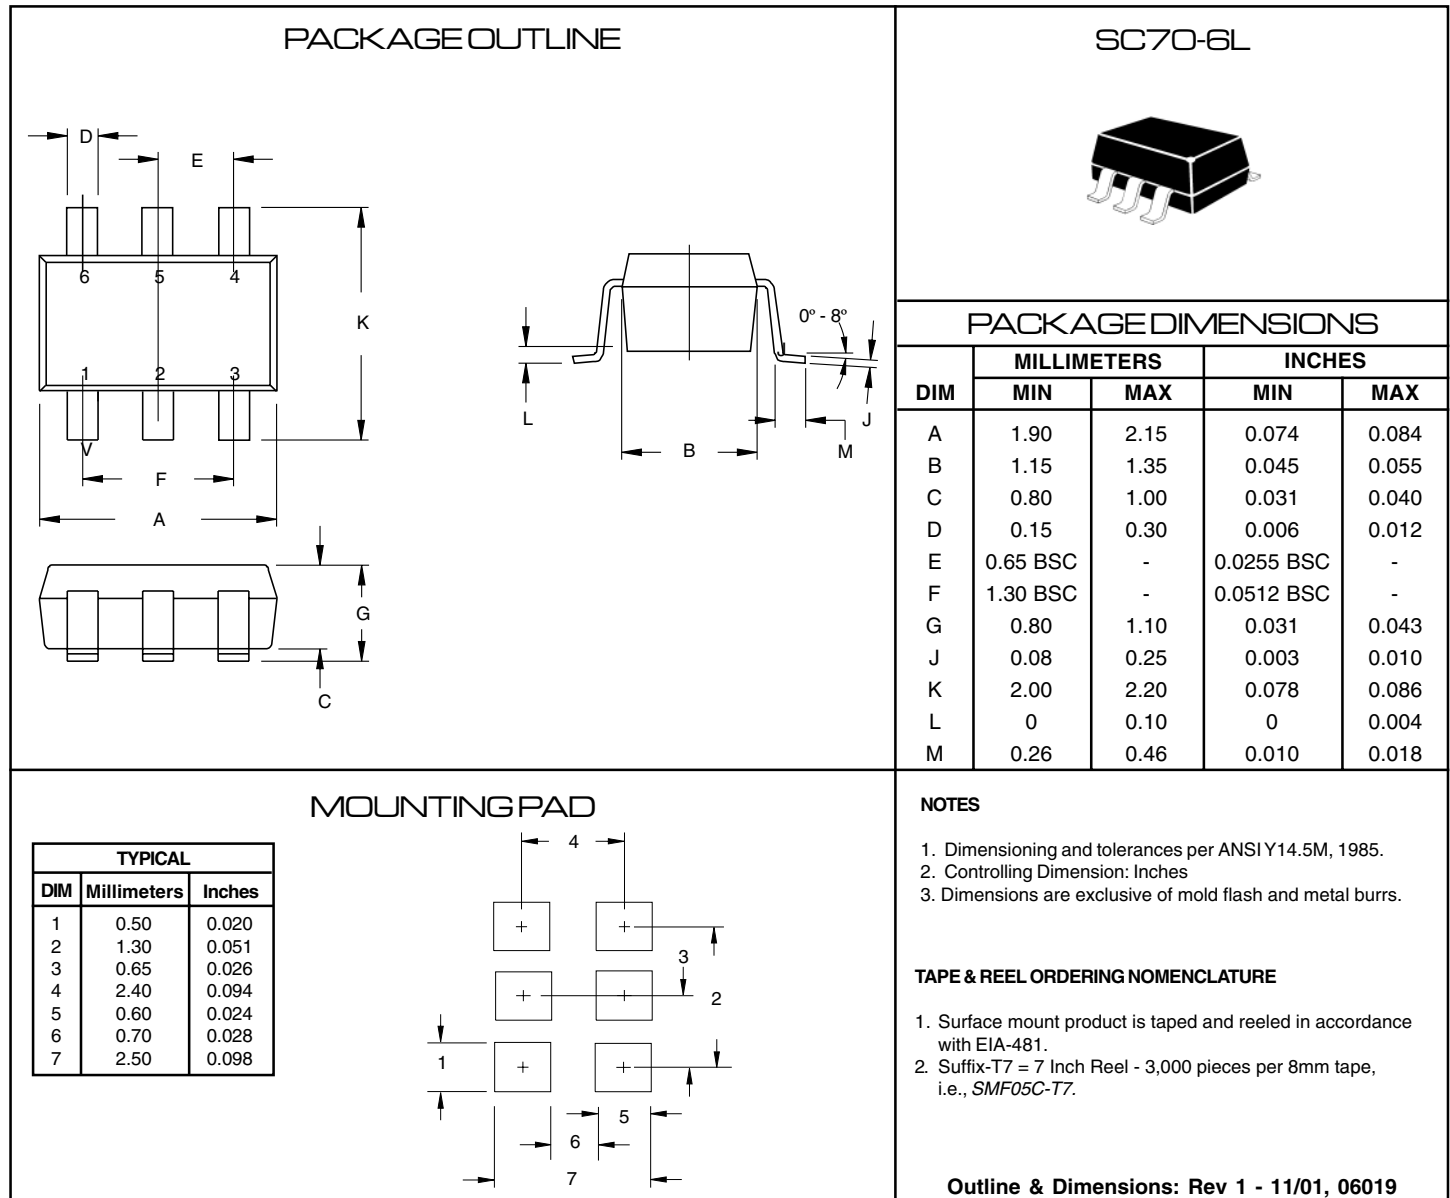 PACKAGE OUTLINE
D
E
6 5 4
K
1 2 3
V
F
A
G
C
0º - 8º
L
B
J
M
SC70-6L
PACKAGE DIMENSIONS
MILLIMETERS INCHES
DIM MIN MAX MIN MAX
A 1.90 2.15 0.074 0.084
B 1.15 1.35 0.045 0.055
C 0.80 1.00 0.031 0.040
D 0.15 0.30 0.006 0.012
E 0.65 BSC - 0.0255 BSC -
F 1.30 BSC - 0.0512 BSC -
G 0.80 1.10 0.031 0.043
J 0.08 0.25 0.003 0.010
K 2.00 2.20 0.078 0.086
L 0 0.10 0 0.004
M 0.26 0.46 0.010 0.018
MOUNTING PAD
TYPICAL
DIM Millimeters Inches
1 0.50 0.020
2 1.30 0.051
3 0.65 0.026
4 2.40 0.094
5 0.60 0.024
6 0.70 0.028
7 2.50 0.098
4
3
2
1
5
6
7
NOTES
1. Dimensioning and tolerances per ANSI Y14.5M, 1985.
2. Controlling Dimension: Inches
3. Dimensions are exclusive of mold flash and metal burrs.
TAPE & REEL ORDERING NOMENCLATURE
1. Surface mount product is taped and reeled in accordance
with EIA-481.
2. Suffix-T7 = 7 Inch Reel - 3,000 pieces per 8mm tape,
i.e., SMF05C-T7.
Outline & Dimensions: Rev 1 - 11/01, 06019